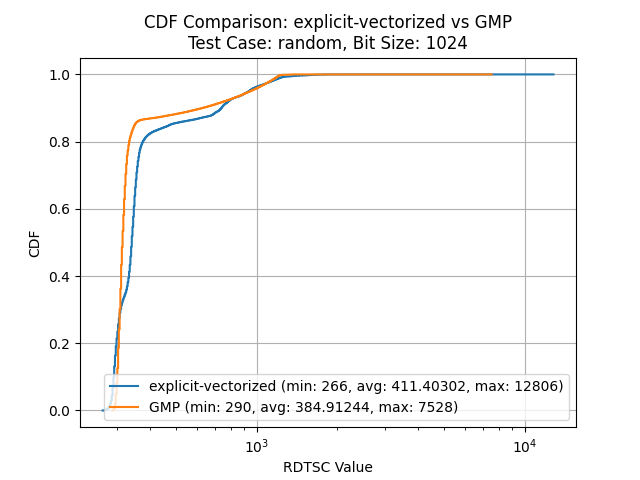 CDF Comparison: explicit-vectorized vs GMP
Test Case: random, Bit Size: 1024
1.0
0.8
0.6
0.4
0.2
0.0
CDF
explicit-vectorized (min: 266, avg: 411.40302, max: 12806)
GMP (min: 290, avg: 384.91244, max: 7528)
10³ 10⁴
RDTSC Value